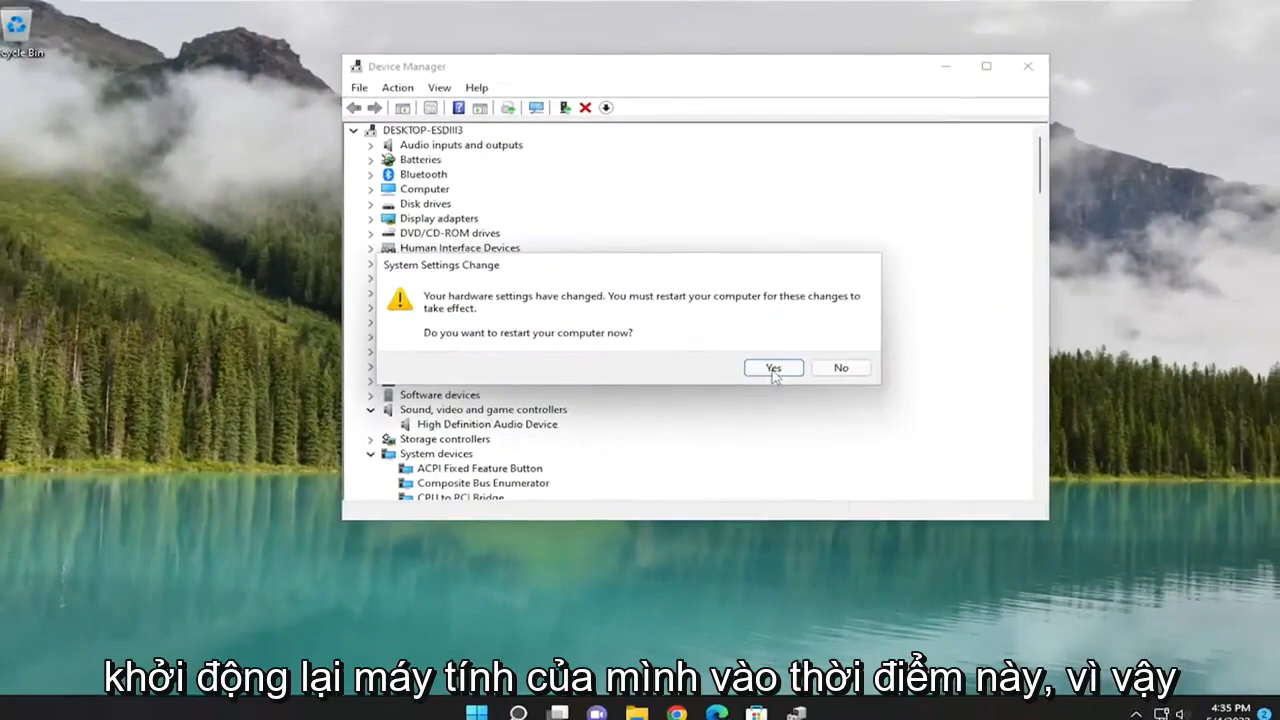 cycle Bin
Device Manager
File Action View Help
DESKTOP-ESDIII3
Audio inputs and outputs
Batteries
Bluetooth
Computer
Disk drives
Display adapters
DVD/CD-ROM drives
Human Interface Devices
System Settings Change
Your hardware settings have changed. You must restart your computer for these changes to
take effect.
Do you want to restart your computer now?
Yes No
Software devices
Sound, video and game controllers
High Definition Audio Device
Storage controllers
System devices
ACPI Fixed Feature Button
Composite Bus Enumerator
CPU to PCI Bridge
khởi động lại máy tính của mình vào thời điểm này, vì vậy
4:35 PM
2